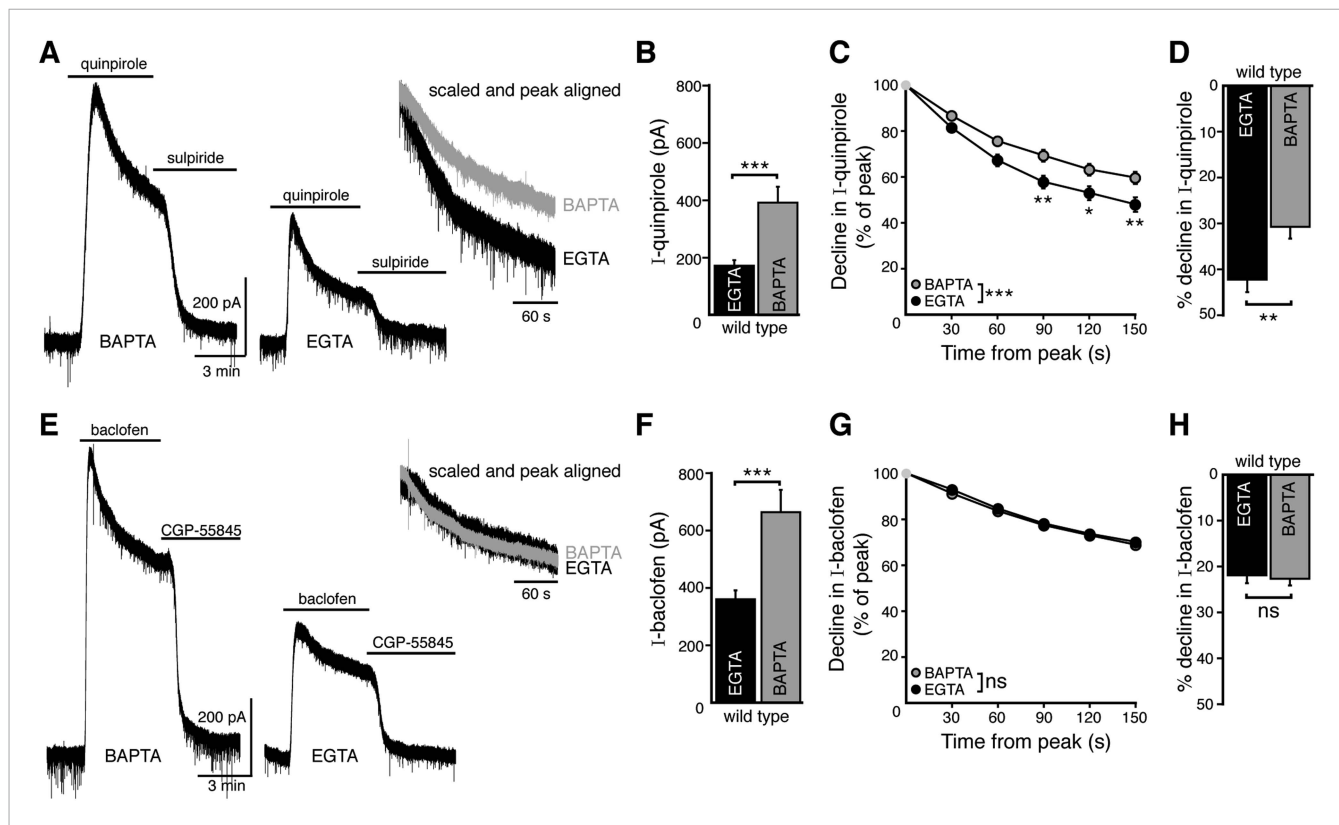 A
quinpirole
sulpiride
200 pA
3 min
BAPTA
quinpirole
sulpiride
EGTA
scaled and peak aligned
BAPTA
EGTA
60 s
B
I-quinpirole (pA)
800
600
400
200
0
***
EGTA
BAPTA
wild type
C
Decline in I-quinpirole
(% of peak)
100
80
60
40
20
0
30
60
90
120
150
**
*
**
BAPTA
EGTA
***
Time from peak (s)
D
wild type
% decline in I-quinpirole
0
10
20
30
40
50
EGTA
BAPTA
**
E
baclofen
CGP-55845
200 pA
3 min
BAPTA
baclofen
CGP-55845
EGTA
scaled and peak aligned
BAPTA
EGTA
60 s
F
I-baclofen (pA)
800
600
400
200
0
***
EGTA
BAPTA
wild type
G
Decline in I-baclofen
(% of peak)
100
80
60
40
20
0
30
60
90
120
150
BAPTA
EGTA
ns
Time from peak (s)
H
wild type
% decline in I-baclofen
0
10
20
30
40
50
EGTA
BAPTA
ns